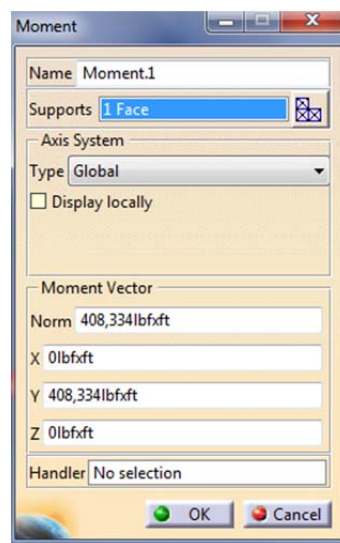 Moment
Name Moment.1
Supports 1 Face
Axis System
Type Global
Display locally
Moment Vector
Norm 408,334lbfxft
X 0lbfxft
Y 408,334lbfxft
Z 0lbfxft
Handler No selection
OK Cancel